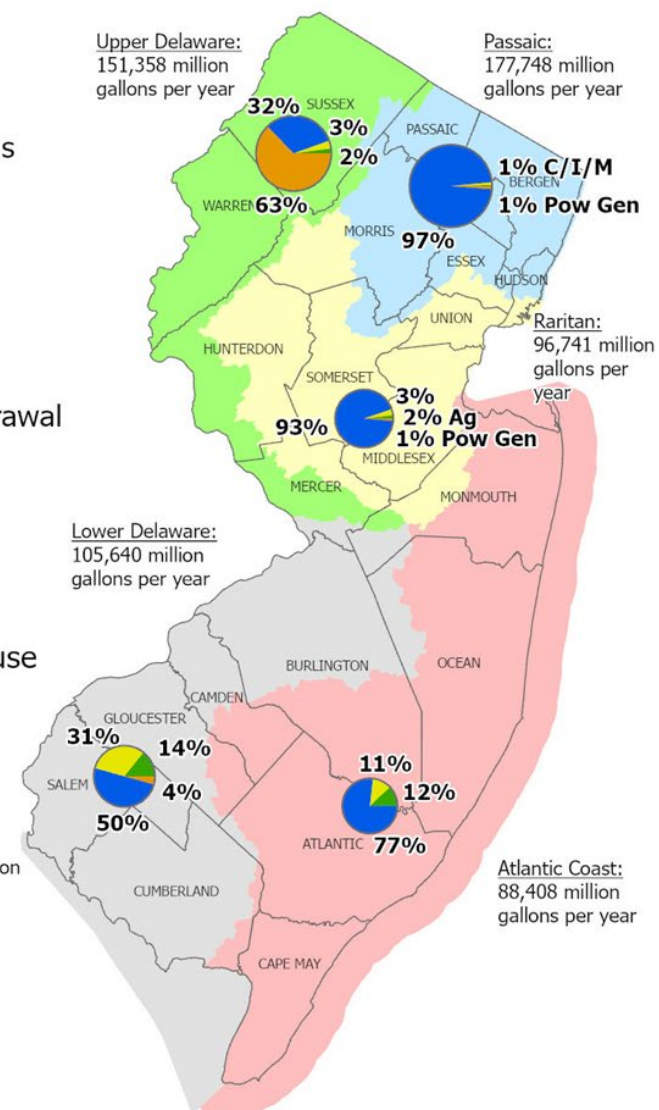 Upper Delaware:
151,358 million
gallons per year
Passaic:
177,748 million
gallons per year
32%
SUSSEX
3%
2%
63%
WARREN
s
PASSAIC
1% C/I/M
BERGEN
1% Pow Gen
97%
MORRIS
ESSEX
HUDSON
UNION
Raritan:
96,741 million
gallons per
year
HUNTERDON
SOMERSET
3%
2% Ag
1% Pow Gen
93%
MIDDLESEX
rawal
MERCER
MONMOUTH
Lower Delaware:
105,640 million
gallons per year
use
BURLINGTON
OCEAN
CAMDEN
GLOUCESTER
31%
14%
SALEM
4%
50%
11%
12%
ATLANTIC
77%
on
CUMBERLAND
Atlantic Coast:
88,408 million
gallons per year
CAPE MAY